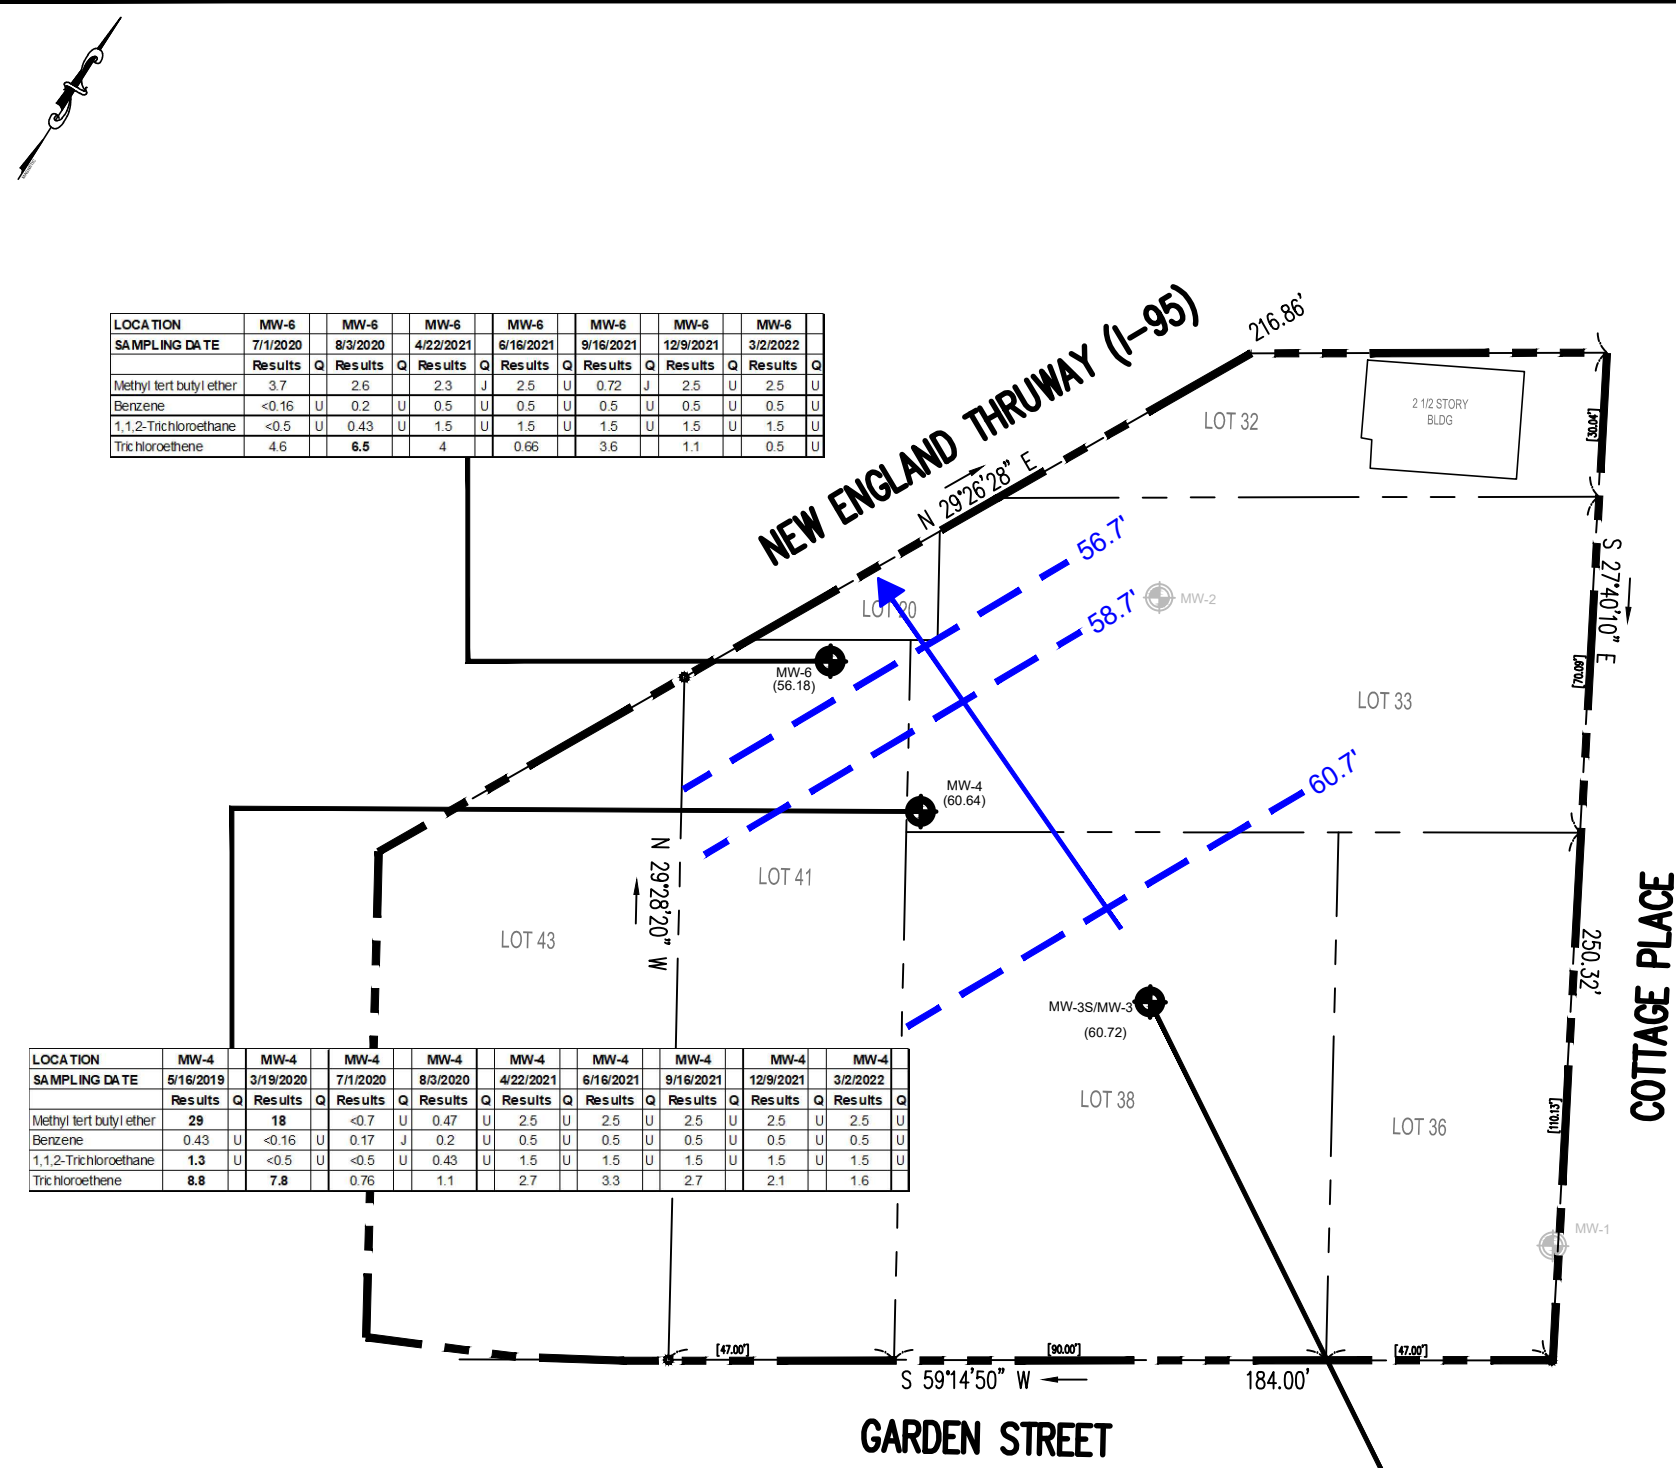 216.86'
NEW ENGLAND THRUWAY (I-95)
N 29°26'28" E
LOCATION MW-6 MW-6 MW-6 MW-6 MW-6 MW-6 MW-6
SAMPLING DATE 7/1/2020 8/3/2020 4/22/2021 6/16/2021 9/16/2021 12/9/2021 3/2/2022
Results Q Results Q Results Q Results Q Results Q Results Q Results Q
Methyl tert butyl ether 3.7 2.6 2.3 J 2.5 U 0.72 J 2.5 U 2.5 U
Benzene <0.16 U 0.2 U 0.5 U 0.5 U 0.5 U 0.5 U 0.5 U
1,1,2-Trichloroethane <0.5 U 0.43 U 1.5 U 1.5 U 1.5 U 1.5 U 1.5 U
Trichloroethene 4.6 6.5 4 0.66 3.6 1.1 0.5 U
LOT 32
2 1/2 STORY
BLDG
[30.04']
56.7'
58.7'
MW-2
S 27°40'10" E
LOT 20
MW-6
(56.18)
[70.09']
LOT 33
60.7'
MW-4
(60.64)
N 29°28'20" W
LOT 41
LOT 43
250.32'
COTTAGE PLACE
MW-3S/MW-3
(60.72)
LOT 38
LOT 36
[110.13']
MW-1
LOCATION MW-4 MW-4 MW-4 MW-4 MW-4 MW-4 MW-4 MW-4 MW-4
SAMPLING DATE 5/16/2019 3/19/2020 7/1/2020 8/3/2020 4/22/2021 6/16/2021 9/16/2021 12/9/2021 3/2/2022
Results Q Results Q Results Q Results Q Results Q Results Q Results Q Results Q Results Q
Methyl tert butyl ether 29 18 <0.7 U 0.47 U 2.5 U 2.5 U 2.5 U 2.5 U 2.5 U
Benzene 0.43 U <0.16 U 0.17 J 0.2 U 0.5 U 0.5 U 0.5 U 0.5 U 0.5 U
1,1,2-Trichloroethane 1.3 U <0.5 U <0.5 U 0.43 U 1.5 U 1.5 U 1.5 U 1.5 U 1.5 U
Trichloroethene 8.8 7.8 0.76 1.1 2.7 3.3 2.7 2.1 1.6
[47.00']
[90.00']
[47.00']
S 59°14'50" W
184.00'
GARDEN STREET